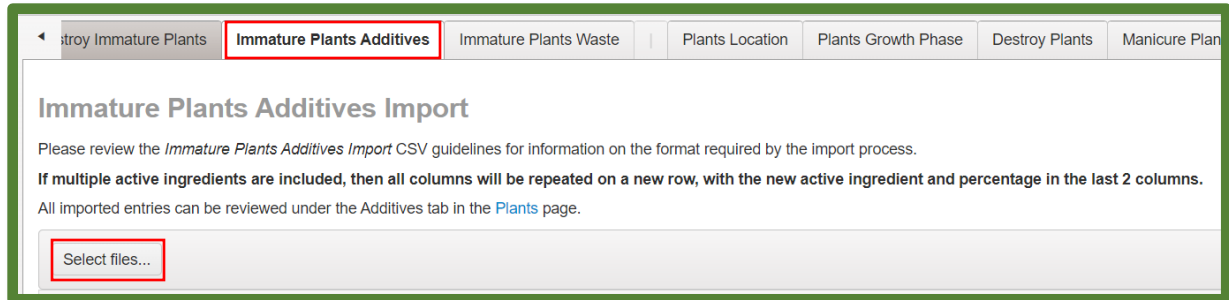 stroy Immature Plants Immature Plants Additives Immature Plants Waste | Plants Location Plants Growth Phase Destroy Plants Manicure Plan
Immature Plants Additives Import
Please review the Immature Plants Additives Import CSV guidelines for information on the format required by the import process.
If multiple active ingredients are included, then all columns will be repeated on a new row, with the new active ingredient and percentage in the last 2 columns.
All imported entries can be reviewed under the Additives tab in the Plants page.
Select files...